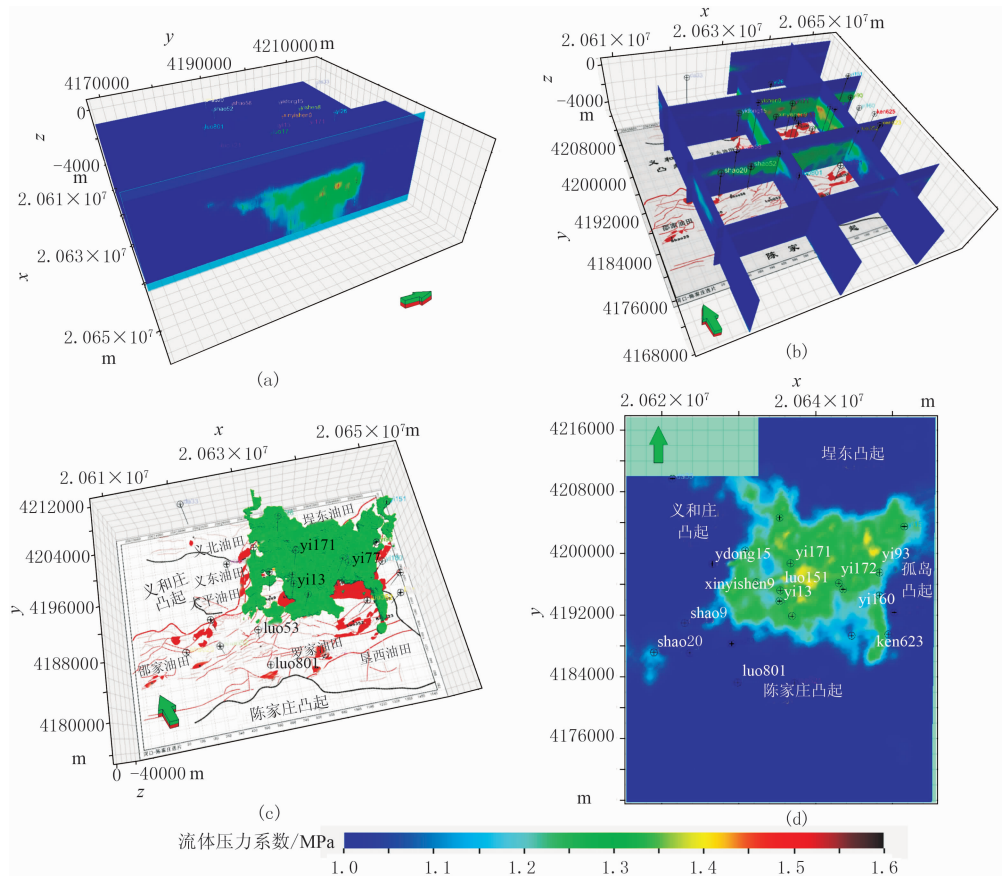 y
4170000
4190000
4210000 m
0
z
-4000
m
2.061×10⁷
2.063×10⁷
x
2.065×10⁷
m
(a)
x
2.061×10⁷
2.063×10⁷
2.065×10⁷
m
0
z
-4000
m
4208000
4200000
y
4192000
4184000
4176000
4168000
shao20
shao52
ken623
陈 家
(b)
x
2.061×10⁷
2.063×10⁷
2.065×10⁷m
4212000
4204000
y
4196000
4188000
4180000
m
0
-40000 m
z
埕东油田
义北油田
yi171
yi77
义和庄
凸起
义东油田
太平油田
yi13
luo53
罗家油田
邵家油田
luo801
垦西油田
陈家庄凸起
(c)
x
2.062×10⁷
2.064×10⁷
m
4216000
4208000
4200000
y
4192000
4184000
4176000
m
埕东凸起
义和庄
凸起
ydong15
yi171
yi93
xinyishen9
luo151
yi172
孤岛
凸起
yi13
yi160
shao9
shao20
ken623
luo801
陈家庄凸起
(d)
流体压力系数/MPa
1.0
1.1
1.2
1.3
1.4
1.5
1.6